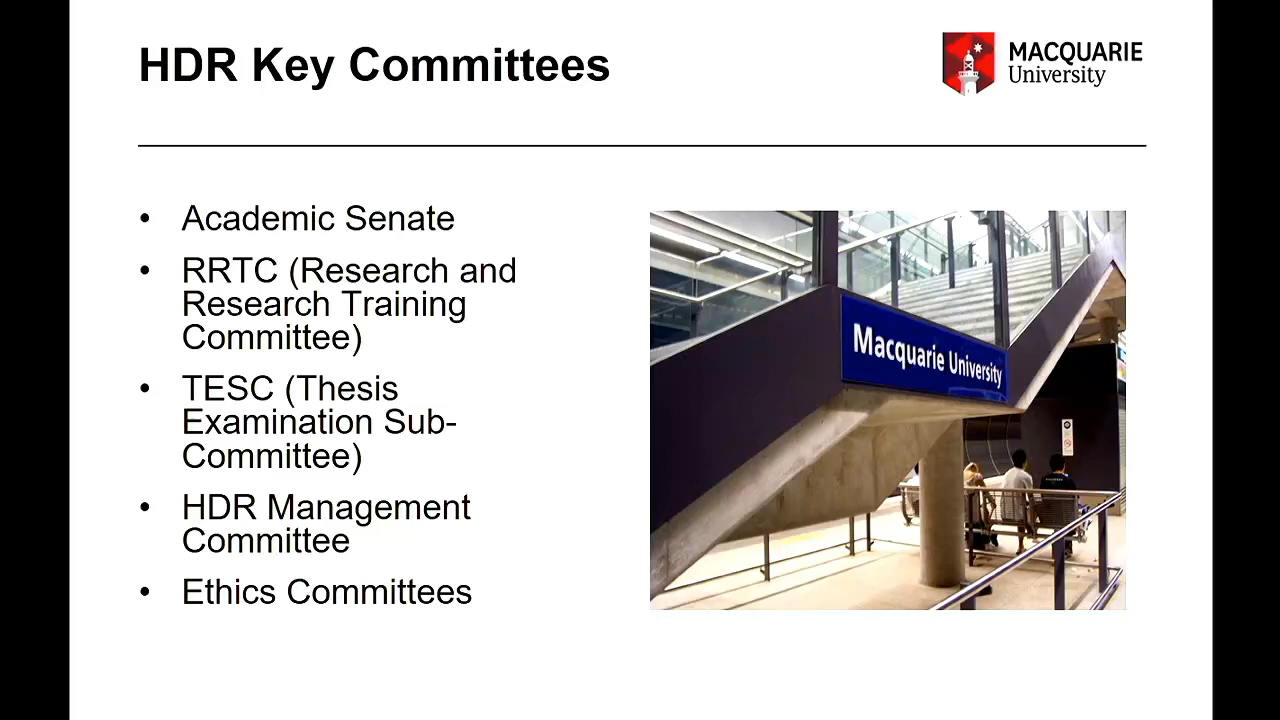 HDR Key Committees
MACQUARIE
University
• Academic Senate
• RRTC (Research and
Research Training
Committee)
• TESC (Thesis
Examination Sub-
Committee)
• HDR Management
Committee
• Ethics Committees
Macquarie University